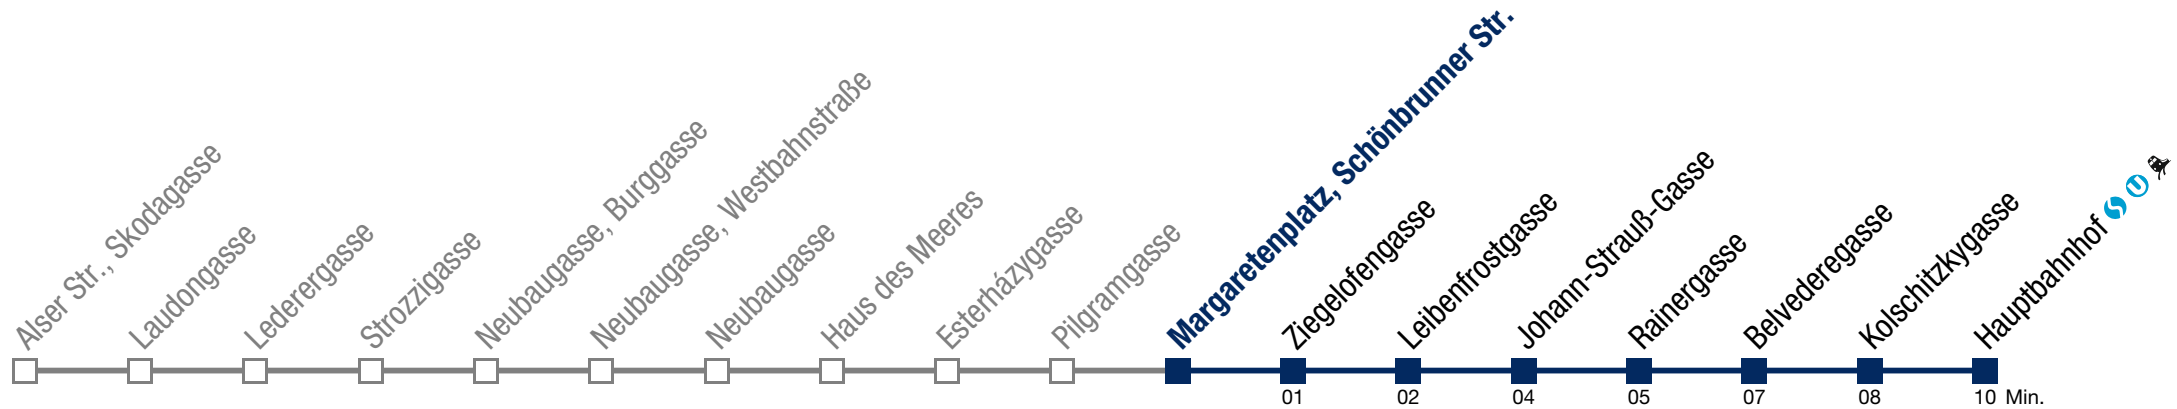 Alser Str., Skodagasse
Laudongasse
Lederergasse
Strozzigasse
Neubaugasse, Burggasse
Neubaugasse, Westbahnstraße
Neubaugasse
Haus des Meeres
Esterházygasse
Pilgramgasse
Margaretenplatz, Schönbrunner Str.
Ziegelofengasse
Leibenfrostgasse
Johann-Strauß-Gasse
Rainergasse
Belvederegasse
Kolschitzkygasse
Hauptbahnhof S U
01 02 04 05 07 08 10 Min.